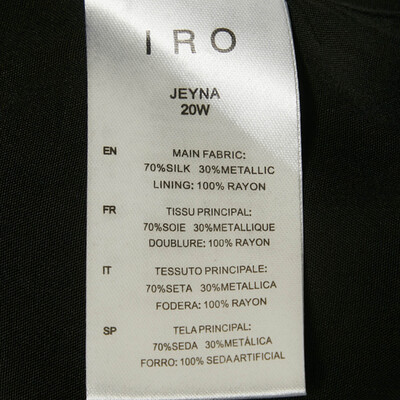 IRO
JEYNA
20W
EN MAIN FABRIC:
70%SILK 30%METALLIC
LINING: 100% RAYON
FR TISSU PRINCIPAL:
70%SOIE 30%METALLIQUE
DOUBLURE: 100% RAYON
IT TESSUTO PRINCIPALE:
70%SETA 30%METALLICA
FODERA: 100% RAYON
SP TELA PRINCIPAL:
70%SEDA 30%METÁLICA
FORRO: 100% SEDA ARTIFICIAL